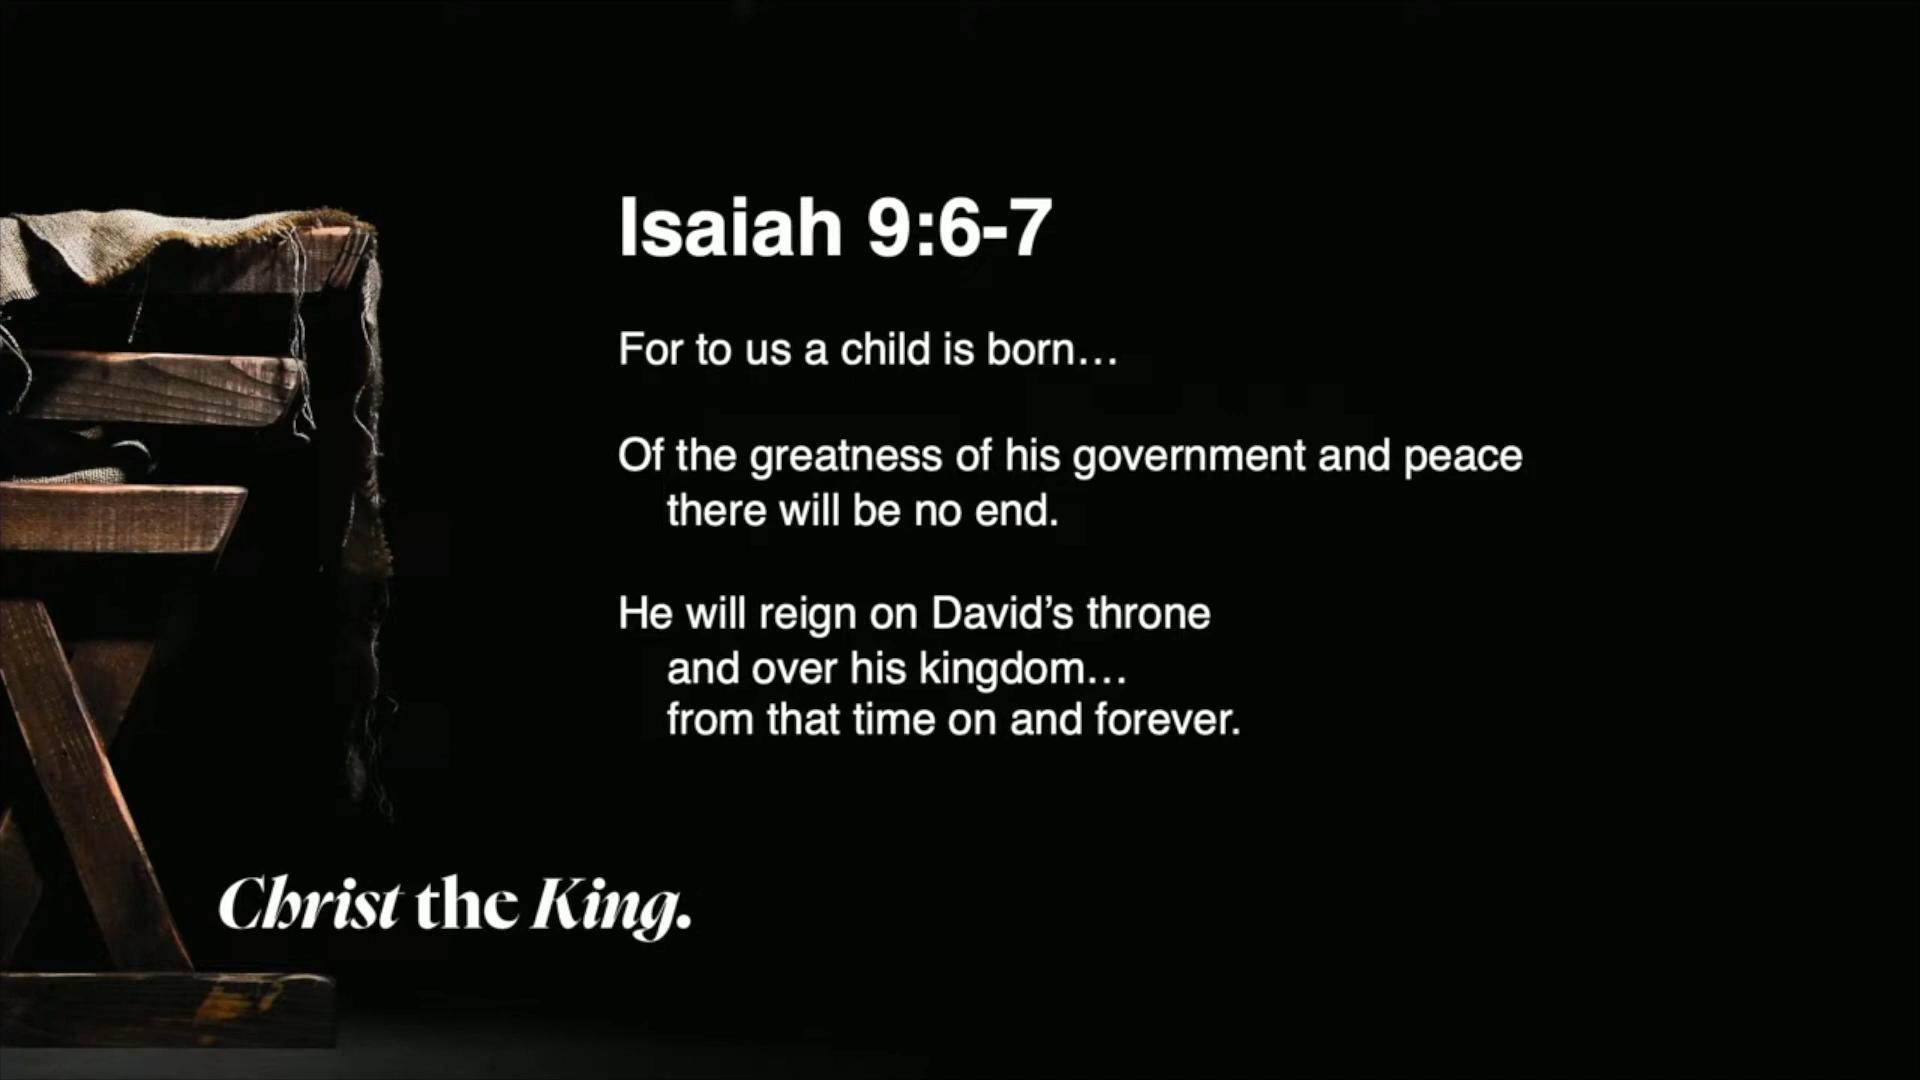 Isaiah 9:6-7
For to us a child is born…
Of the greatness of his government and peace
there will be no end.
He will reign on David’s throne
and over his kingdom…
from that time on and forever.
Christ the King.